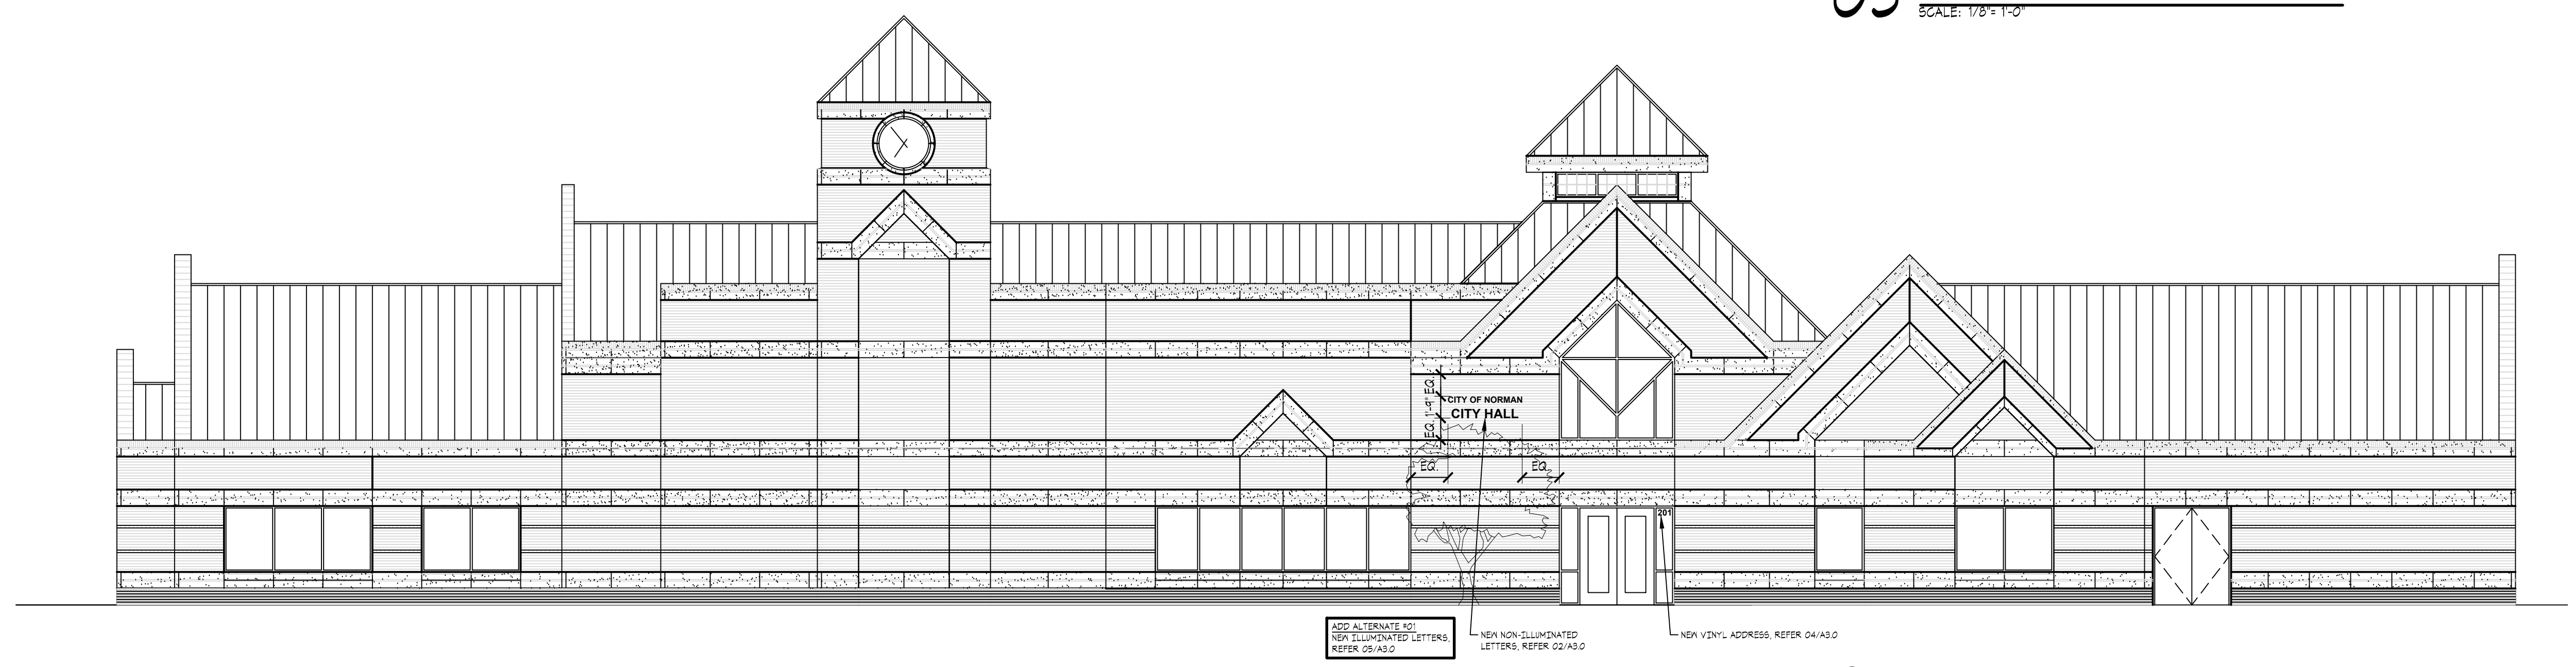 03
SCALE: 1/8"= 1'-0"
EQ.
1'-9"
EQ.
CITY OF NORMAN
CITY HALL
EQ.
EQ.
201
ADD ALTERNATE #01
NEW ILLUMINATED LETTERS,
REFER 05/A3.0
NEW NON-ILLUMINATED
LETTERS, REFER 02/A3.0
NEW VINYL ADDRESS, REFER 04/A3.0